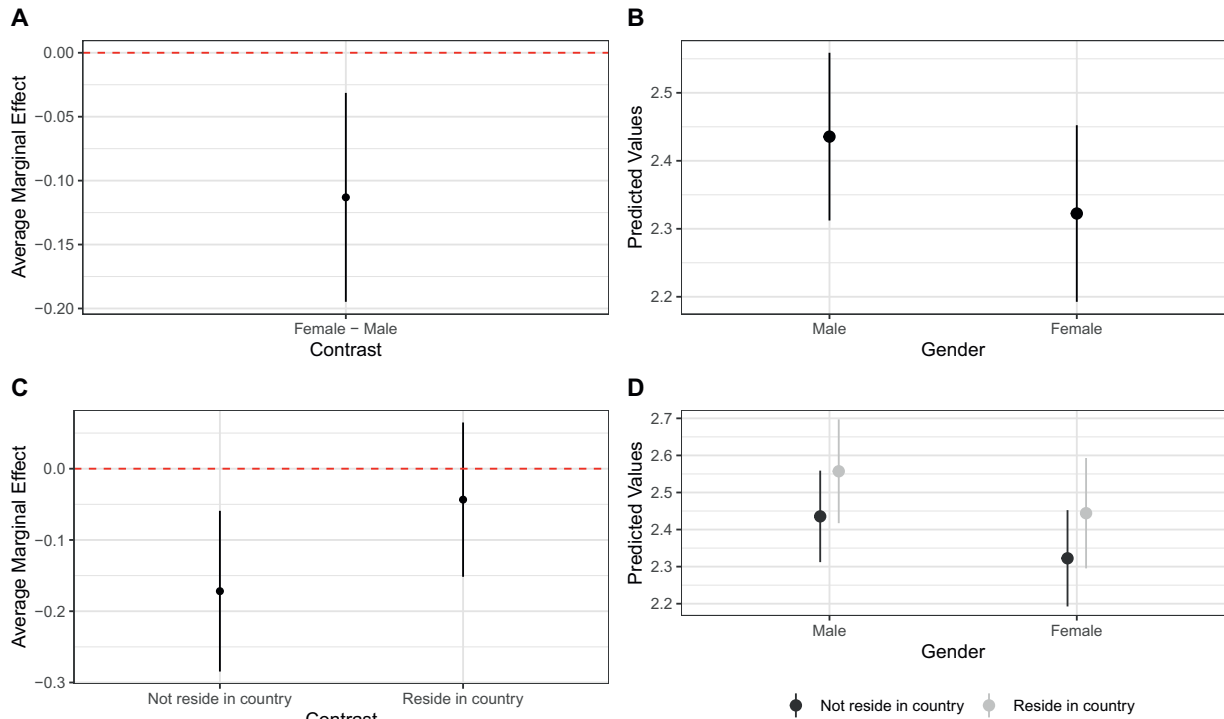 A
Average Marginal Effect
0.00
−0.05
−0.10
−0.15
−0.20
Female − Male
Contrast
B
Predicted Values
2.5
2.4
2.3
2.2
Male Female
Gender
C
Average Marginal Effect
0.0
−0.1
−0.2
−0.3
Not reside in country Reside in country
Contrast
D
Predicted Values
2.7
2.6
2.5
2.4
2.3
2.2
Male Female
Gender
Not reside in country Reside in country